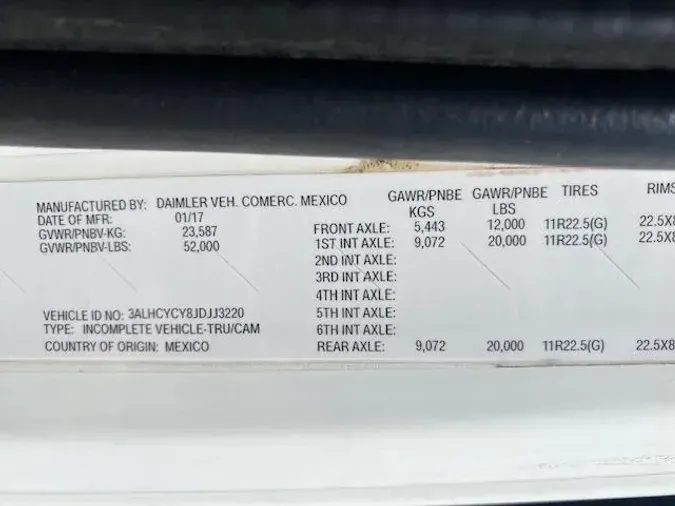 MANUFACTURED BY: DAIMLER VEH. COMERC. MEXICO
DATE OF MFR: 01/17
GVWR/PNBV-KG: 23,587
GVWR/PNBV-LBS: 52,000
VEHICLE ID NO: 3ALHCYCY8JDJJ3220
TYPE: INCOMPLETE VEHICLE-TRU/CAM
COUNTRY OF ORIGIN: MEXICO
GAWR/PNBE GAWR/PNBE TIRES RIMS
KGS LBS
FRONT AXLE: 5,443 12,000 11R22.5(G) 22.5X8
1ST INT AXLE: 9,072 20,000 11R22.5(G) 22.5X8
2ND INT AXLE:
3RD INT AXLE:
4TH INT AXLE:
5TH INT AXLE:
6TH INT AXLE:
REAR AXLE: 9,072 20,000 11R22.5(G) 22.5X8